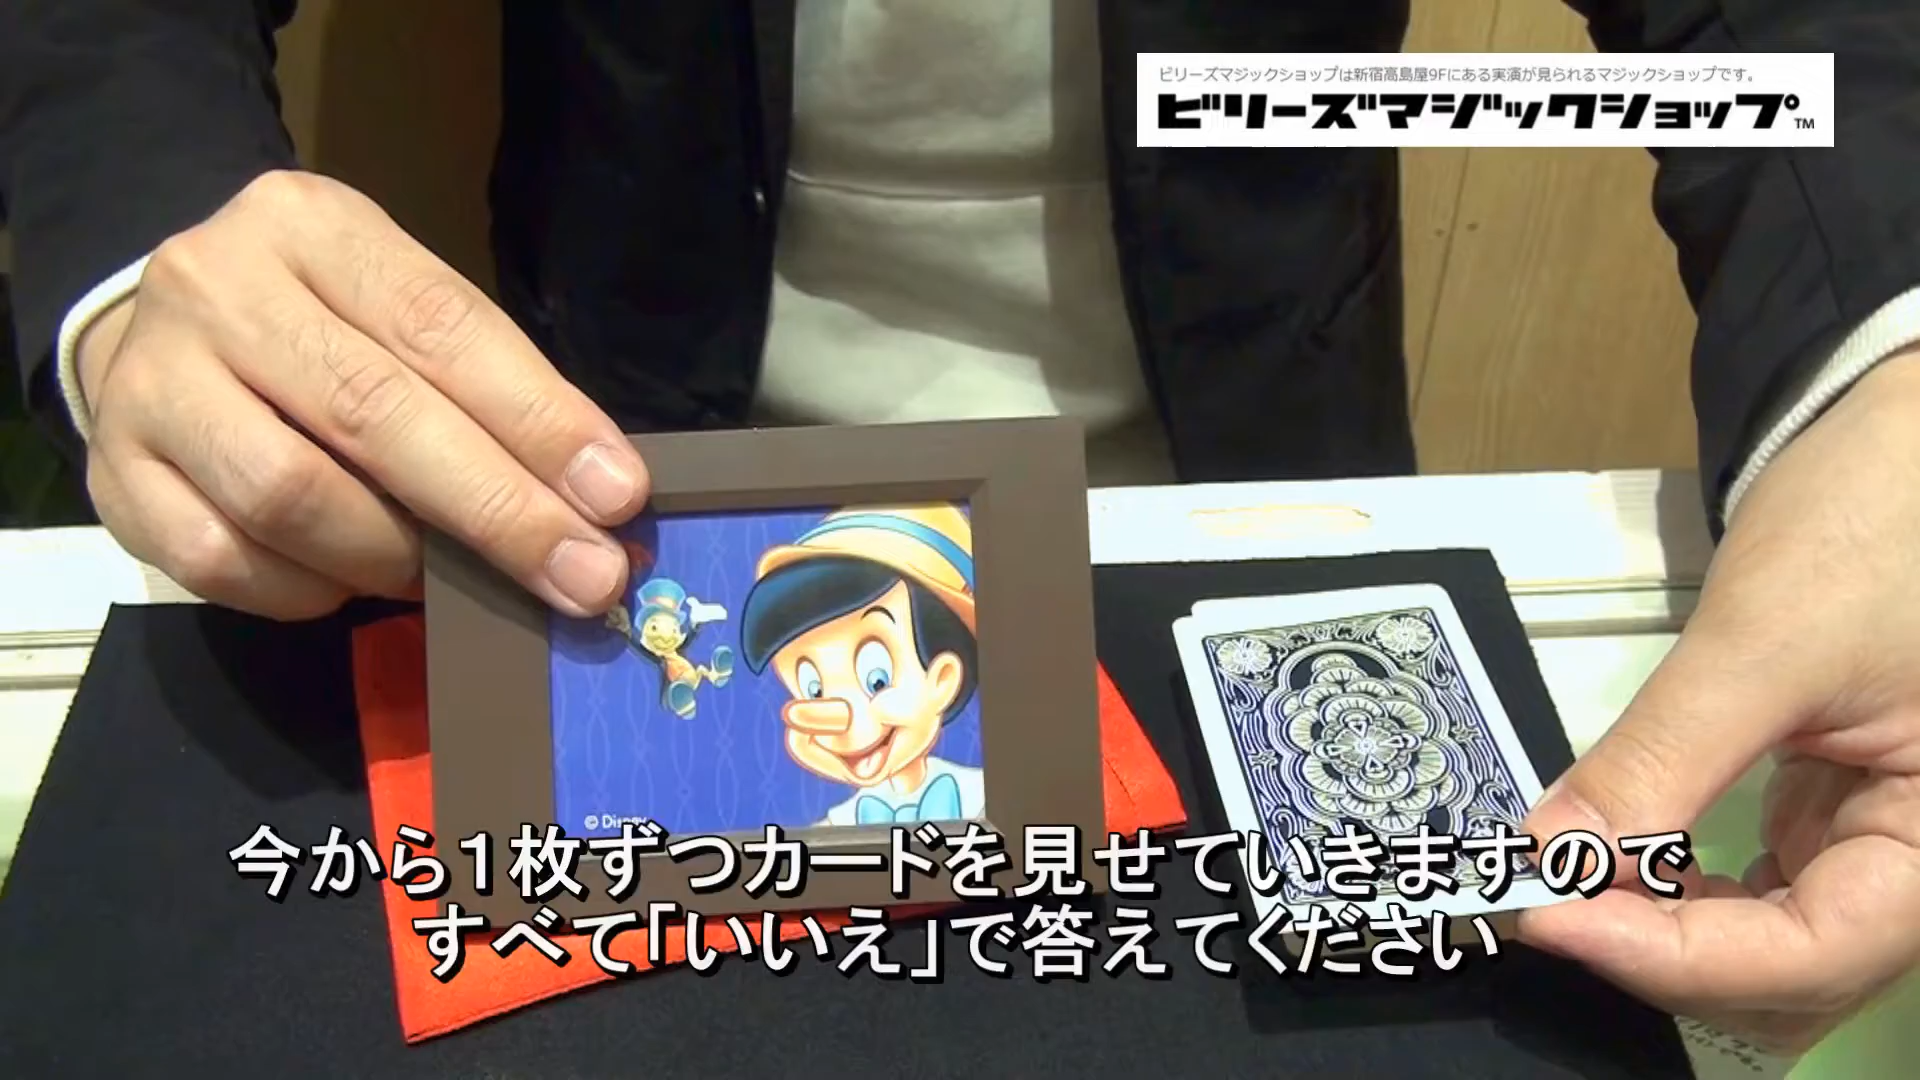 ビリーズマジックショップは新宿高島屋9Fにある実演が見られるマジックショップです。
ビリーズマジックショップ™
© Disney
今から1枚ずつカードを見せていきますので
すべて「いいえ」で答えてください